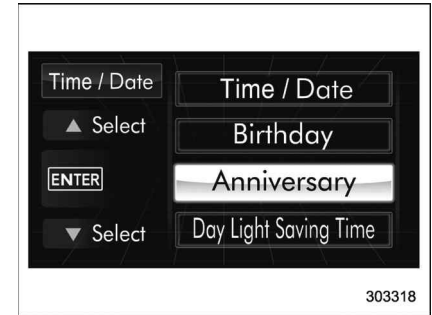 Time / Date
▲ Select
ENTER
▼ Select
Time / Date
Birthday
Anniversary
Day Light Saving Time
303318